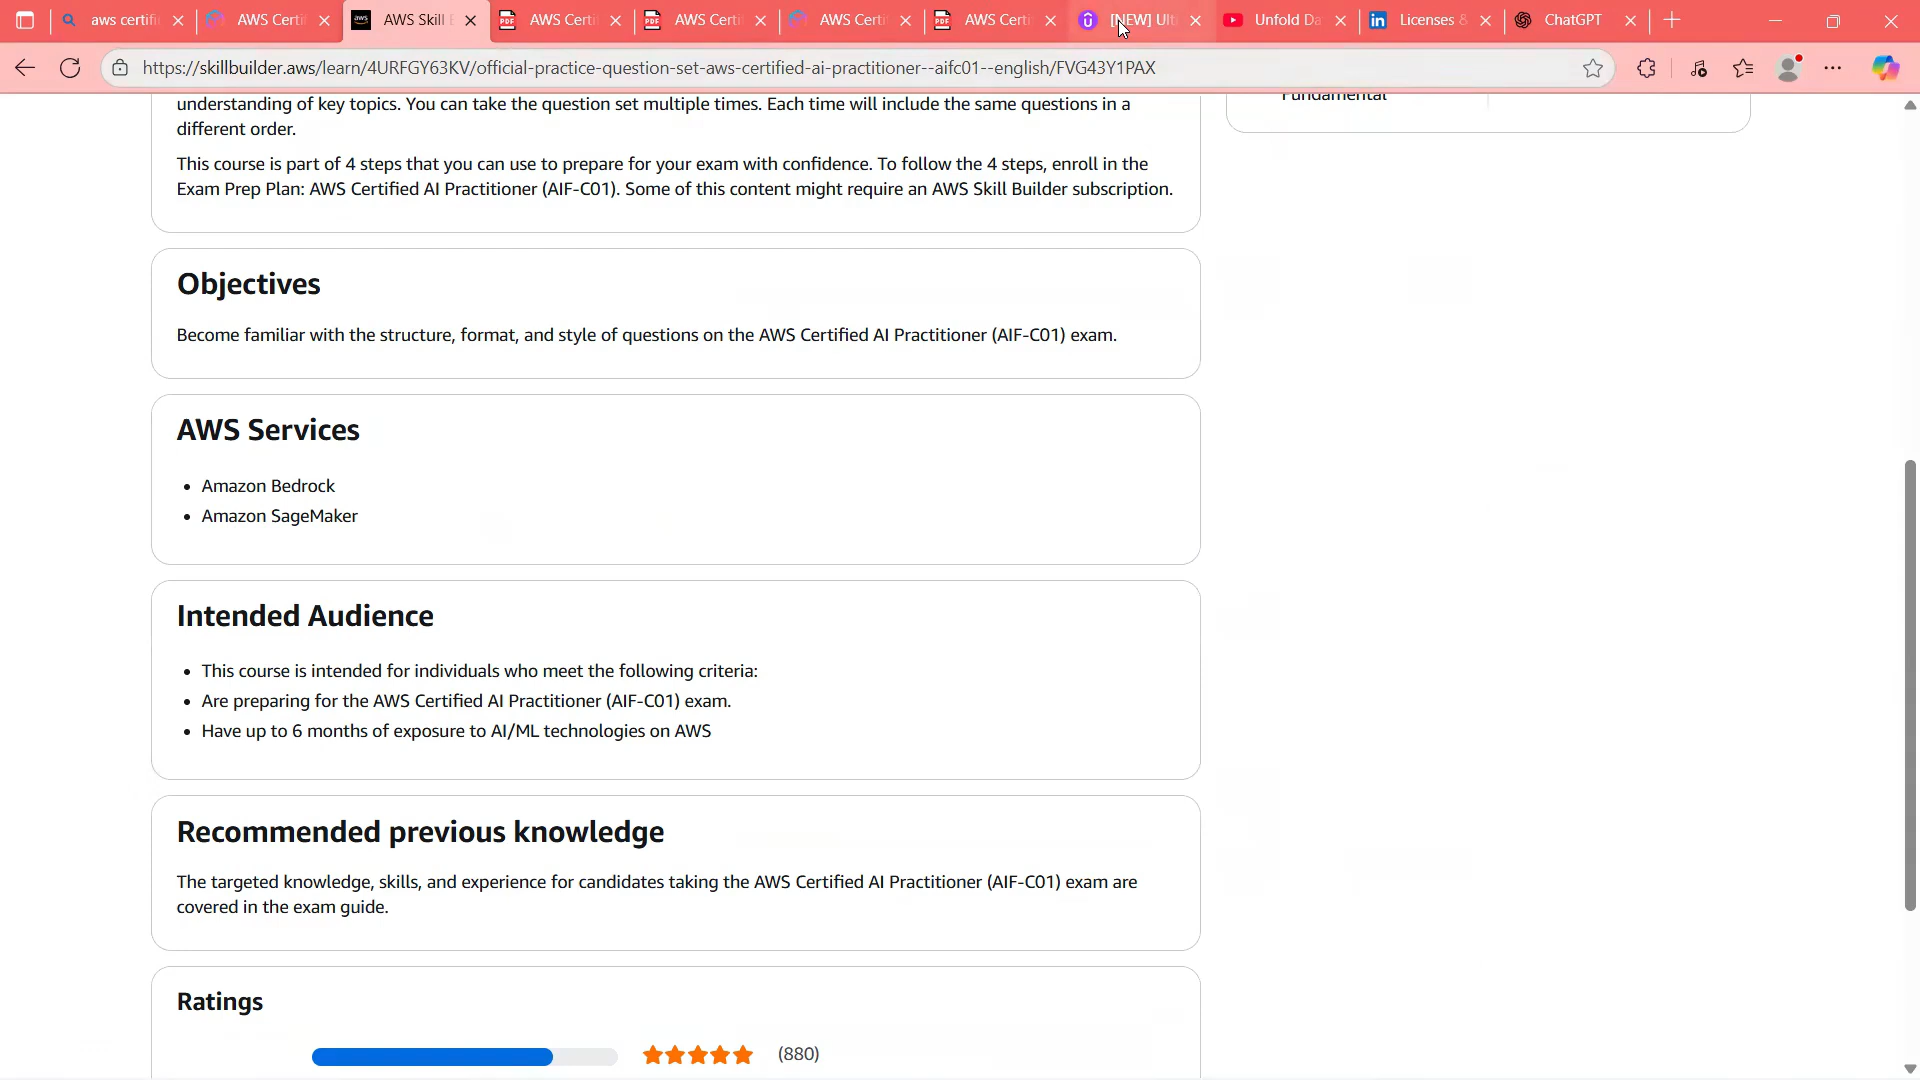 aws certifi
AWS Certi
AWS Skill B
AWS Certi
AWS Certi
AWS Certi
AWS Certi
[NEW] Ult
Unfold Da
Licenses &
ChatGPT
https://skillbuilder.aws/learn/4URFGY63KV/official-practice-question-set-aws-certified-ai-practitioner--aifc01--english/FVG43Y1PAX
understanding of key topics. You can take the question set multiple times. Each time will include the same questions in a
different order.
This course is part of 4 steps that you can use to prepare for your exam with confidence. To follow the 4 steps, enroll in the
Exam Prep Plan: AWS Certified AI Practitioner (AIF-C01). Some of this content might require an AWS Skill Builder subscription.
Fundamental
Objectives
Become familiar with the structure, format, and style of questions on the AWS Certified AI Practitioner (AIF-C01) exam.
AWS Services
• Amazon Bedrock
• Amazon SageMaker
Intended Audience
• This course is intended for individuals who meet the following criteria:
• Are preparing for the AWS Certified AI Practitioner (AIF-C01) exam.
• Have up to 6 months of exposure to AI/ML technologies on AWS
Recommended previous knowledge
The targeted knowledge, skills, and experience for candidates taking the AWS Certified AI Practitioner (AIF-C01) exam are
covered in the exam guide.
Ratings
(880)